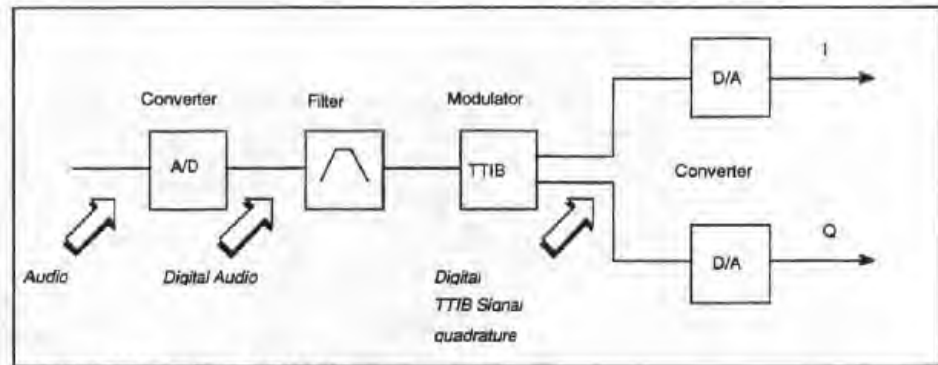 I
D/A
Converter
Filter
Modulator
A/D
TTIB
Converter
Q
D/A
Audio
Digital Audio
Digital
TTIB Signal
quadrature